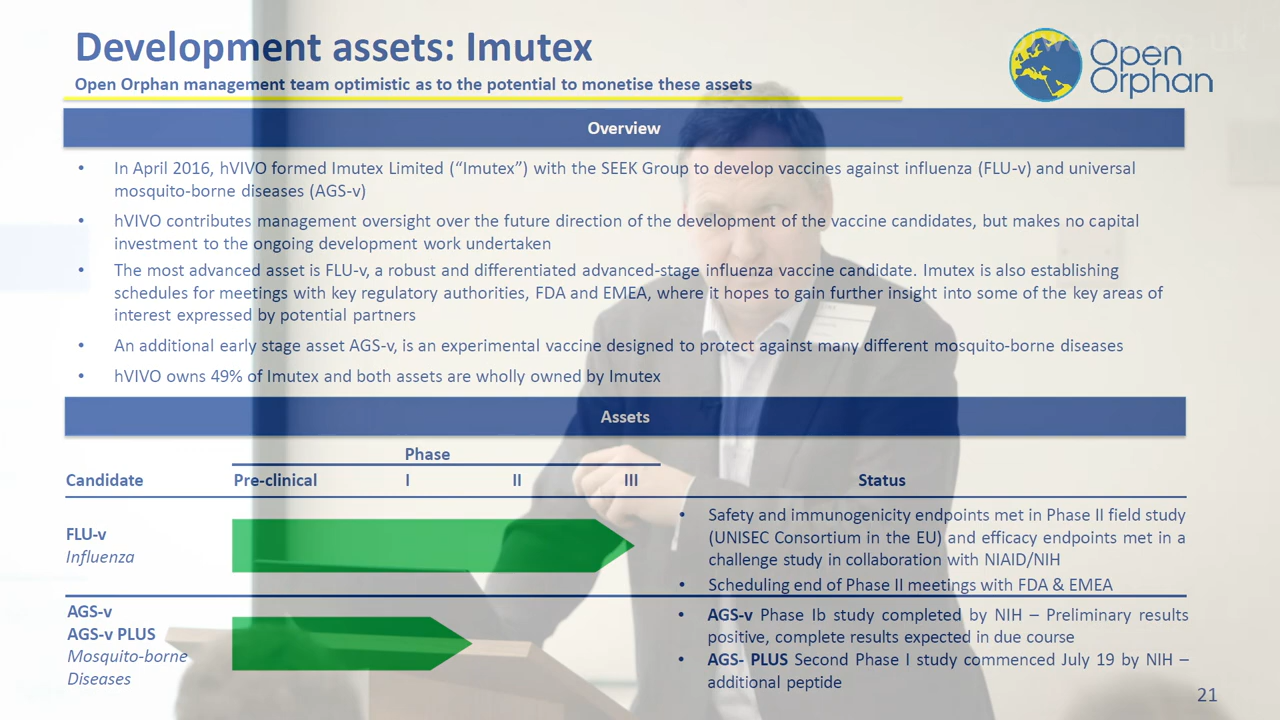 Development assets: Imutex
Open Orphan management team optimistic as to the potential to monetise these assets
Open
Orphan
Overview
• In April 2016, hVIVO formed Imutex Limited (“Imutex”) with the SEEK Group to develop vaccines against influenza (FLU-v) and universal
mosquito-borne diseases (AGS-v)
• hVIVO contributes management oversight over the future direction of the development of the vaccine candidates, but makes no capital
investment to the ongoing development work undertaken
• The most advanced asset is FLU-v, a robust and differentiated advanced-stage influenza vaccine candidate. Imutex is also establishing
schedules for meetings with key regulatory authorities, FDA and EMEA, where it hopes to gain further insight into some of the key areas of
interest expressed by potential partners
• An additional early stage asset AGS-v, is an experimental vaccine designed to protect against many different mosquito-borne diseases
• hVIVO owns 49% of Imutex and both assets are wholly owned by Imutex
Assets
Phase
Candidate Pre-clinical I II III Status
FLU-v
Influenza
• Safety and immunogenicity endpoints met in Phase II field study
(UNISEC Consortium in the EU) and efficacy endpoints met in a
challenge study in collaboration with NIAID/NIH
• Scheduling end of Phase II meetings with FDA & EMEA
AGS-v
AGS-v PLUS
Mosquito-borne
Diseases
• AGS-v Phase Ib study completed by NIH – Preliminary results
positive, complete results expected in due course
• AGS- PLUS Second Phase I study commenced July 19 by NIH –
additional peptide
21